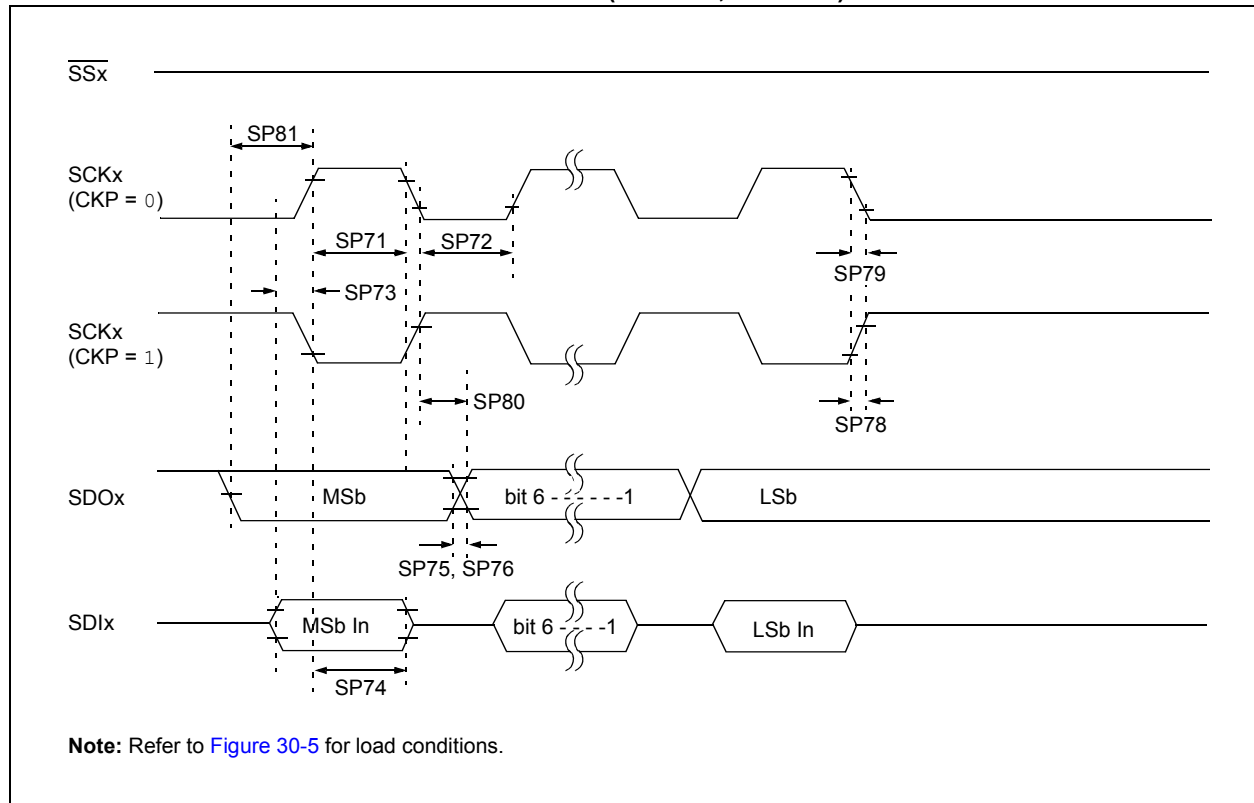 SSx
SP81
SCKx
(CKP = 0)
SP71
SP72
SP79
SP73
SCKx
(CKP = 1)
SP80
SP78
SDOx
MSb
bit 6 - - - - - - -1
LSb
SP75, SP76
SDIx
MSb In
bit 6 - - - - -1
LSb In
SP74
Note: Refer to Figure 30-5 for load conditions.